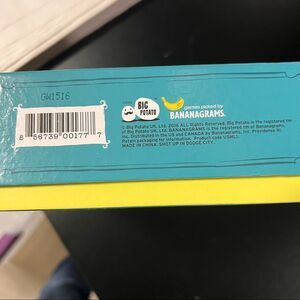 GW1516
BIG
POTATO
games picked by
BANANAGRAMS.
© Big Potato UK, Ltd. 2016 ALL Rights Reserved. Big Potato is the registered tm
of Big Potato UK, Ltd. BANANAGRAMS is the registered tm of Bananagrams,
Inc. Distributed in the US and CANADA by Bananagrams, Inc. Providence RI.
Retain packaging for information. Product code USMS1.
MADE IN CHINA. SHUT UP IN DODGE CITY.
8 56739 00177 7